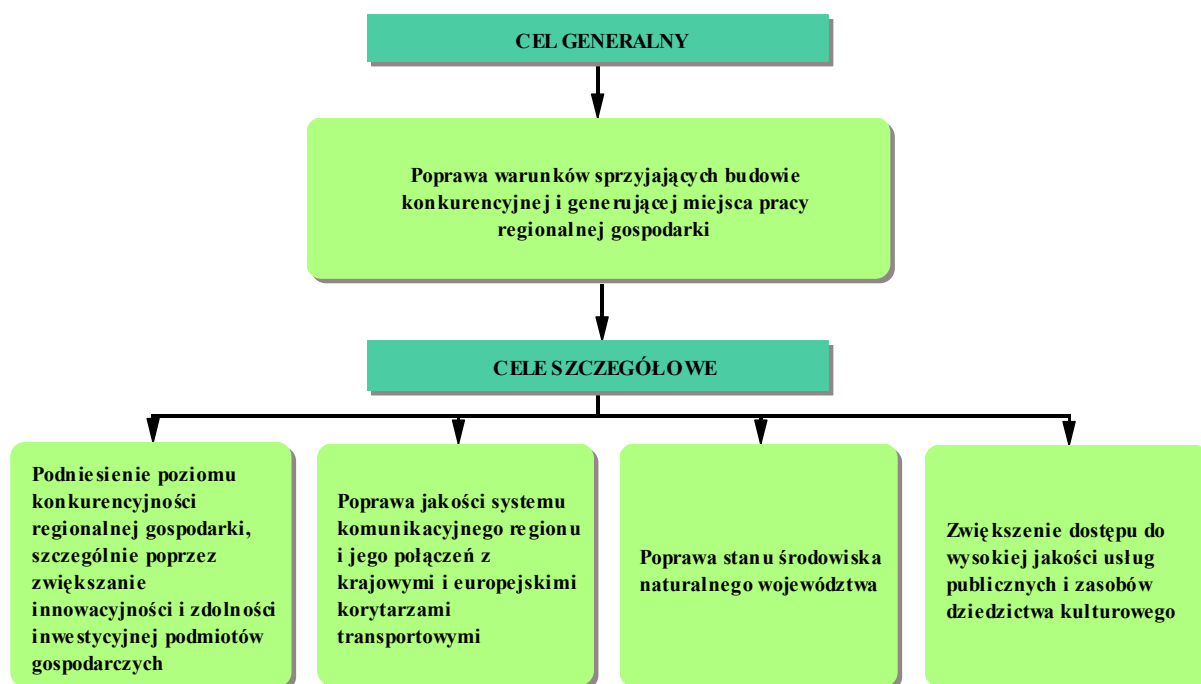 CEL GENERALNY
Poprawa warunków sprzyjających budowie
konkurencyjnej i generującej miejsca pracy
regionalnej gospodarki
CELE SZCZEGÓŁOWE
Podniesienie poziomu
konkurencyjności
regionalnej gospodarki,
szczególnie poprzez
zwiększanie
innowacyjności i zdolności
inwestycyjnej podmiotów
gospodarczych
Poprawa jakości systemu
komunikacyjnego regionu
i jego połączeń z
krajowymi i europejskimi
korytarzami
transportowymi
Poprawa stanu środowiska
naturalnego województwa
Zwiększenie dostępu do
wysokiej jakości usług
publicznych i zasobów
dziedzictwa kulturowego